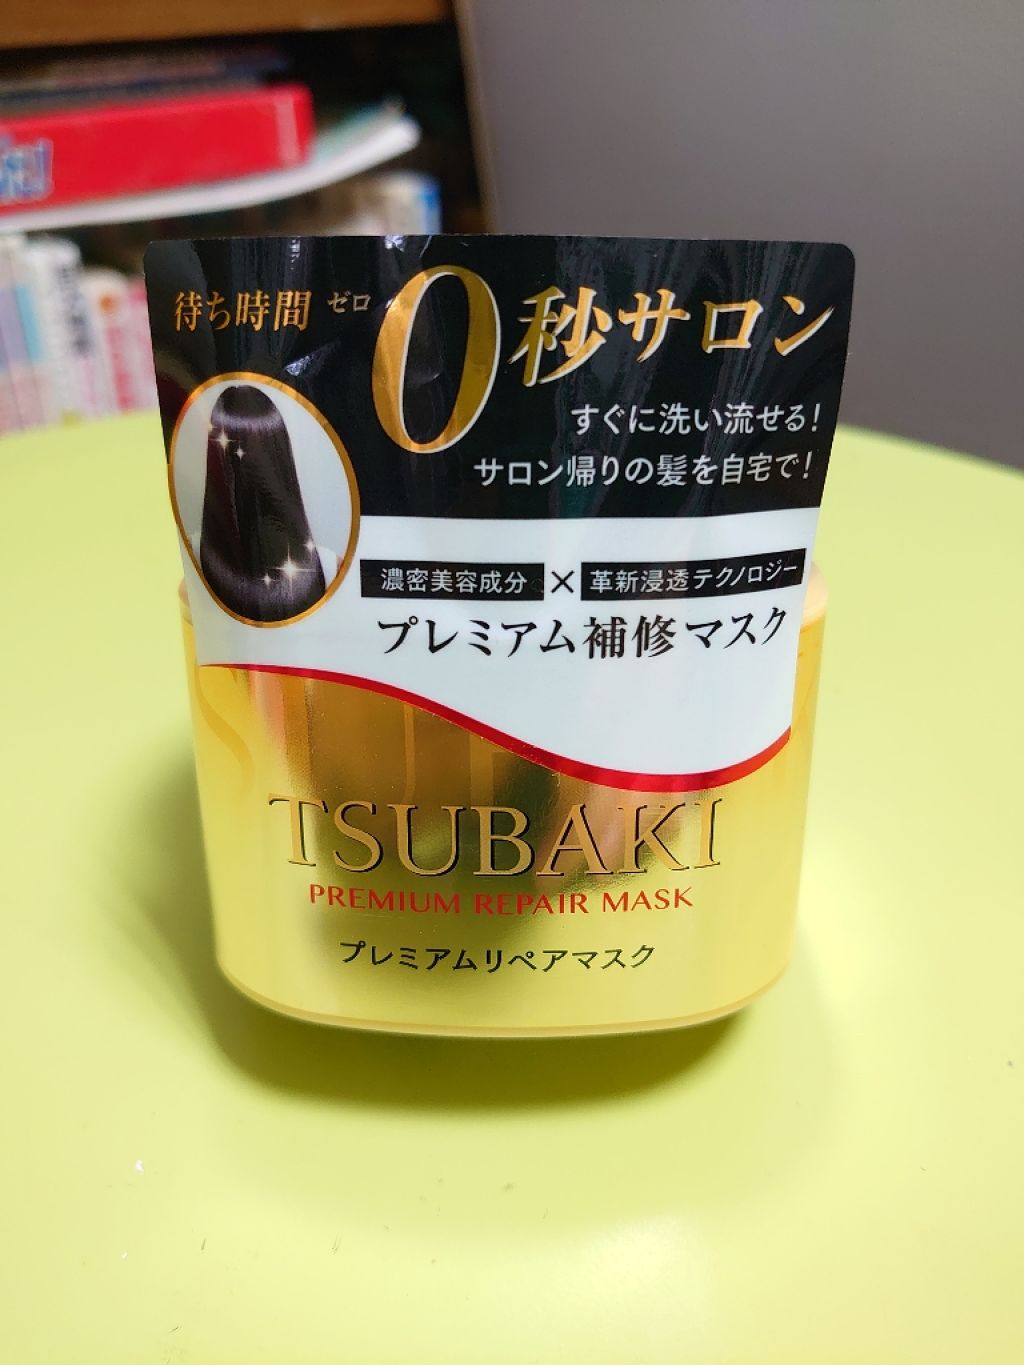 待ち時間 ゼロ 0秒サロン
すぐに洗い流せる!
サロン帰りの髪を自宅で!
濃密美容成分 × 革新浸透テクノロジー
プレミアム補修マスク
TSUBAKI
PREMIUM REPAIR MASK
プレミアムリペアマスク